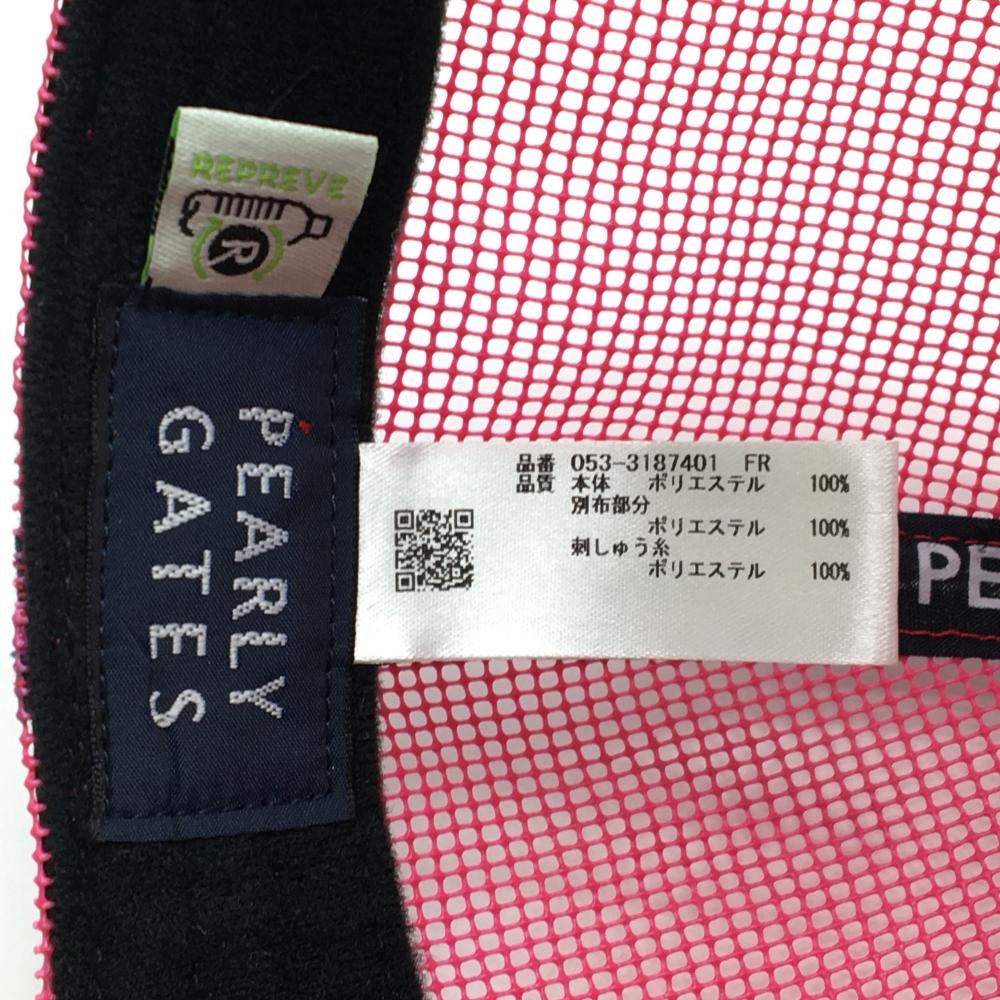 REPREVE
R
PEARLY
GATES
品番 053-3187401 FR
品質 本体 ポリエステル 100%
別布部分
ポリエステル 100%
刺しゅう糸
ポリエステル 100%
PE